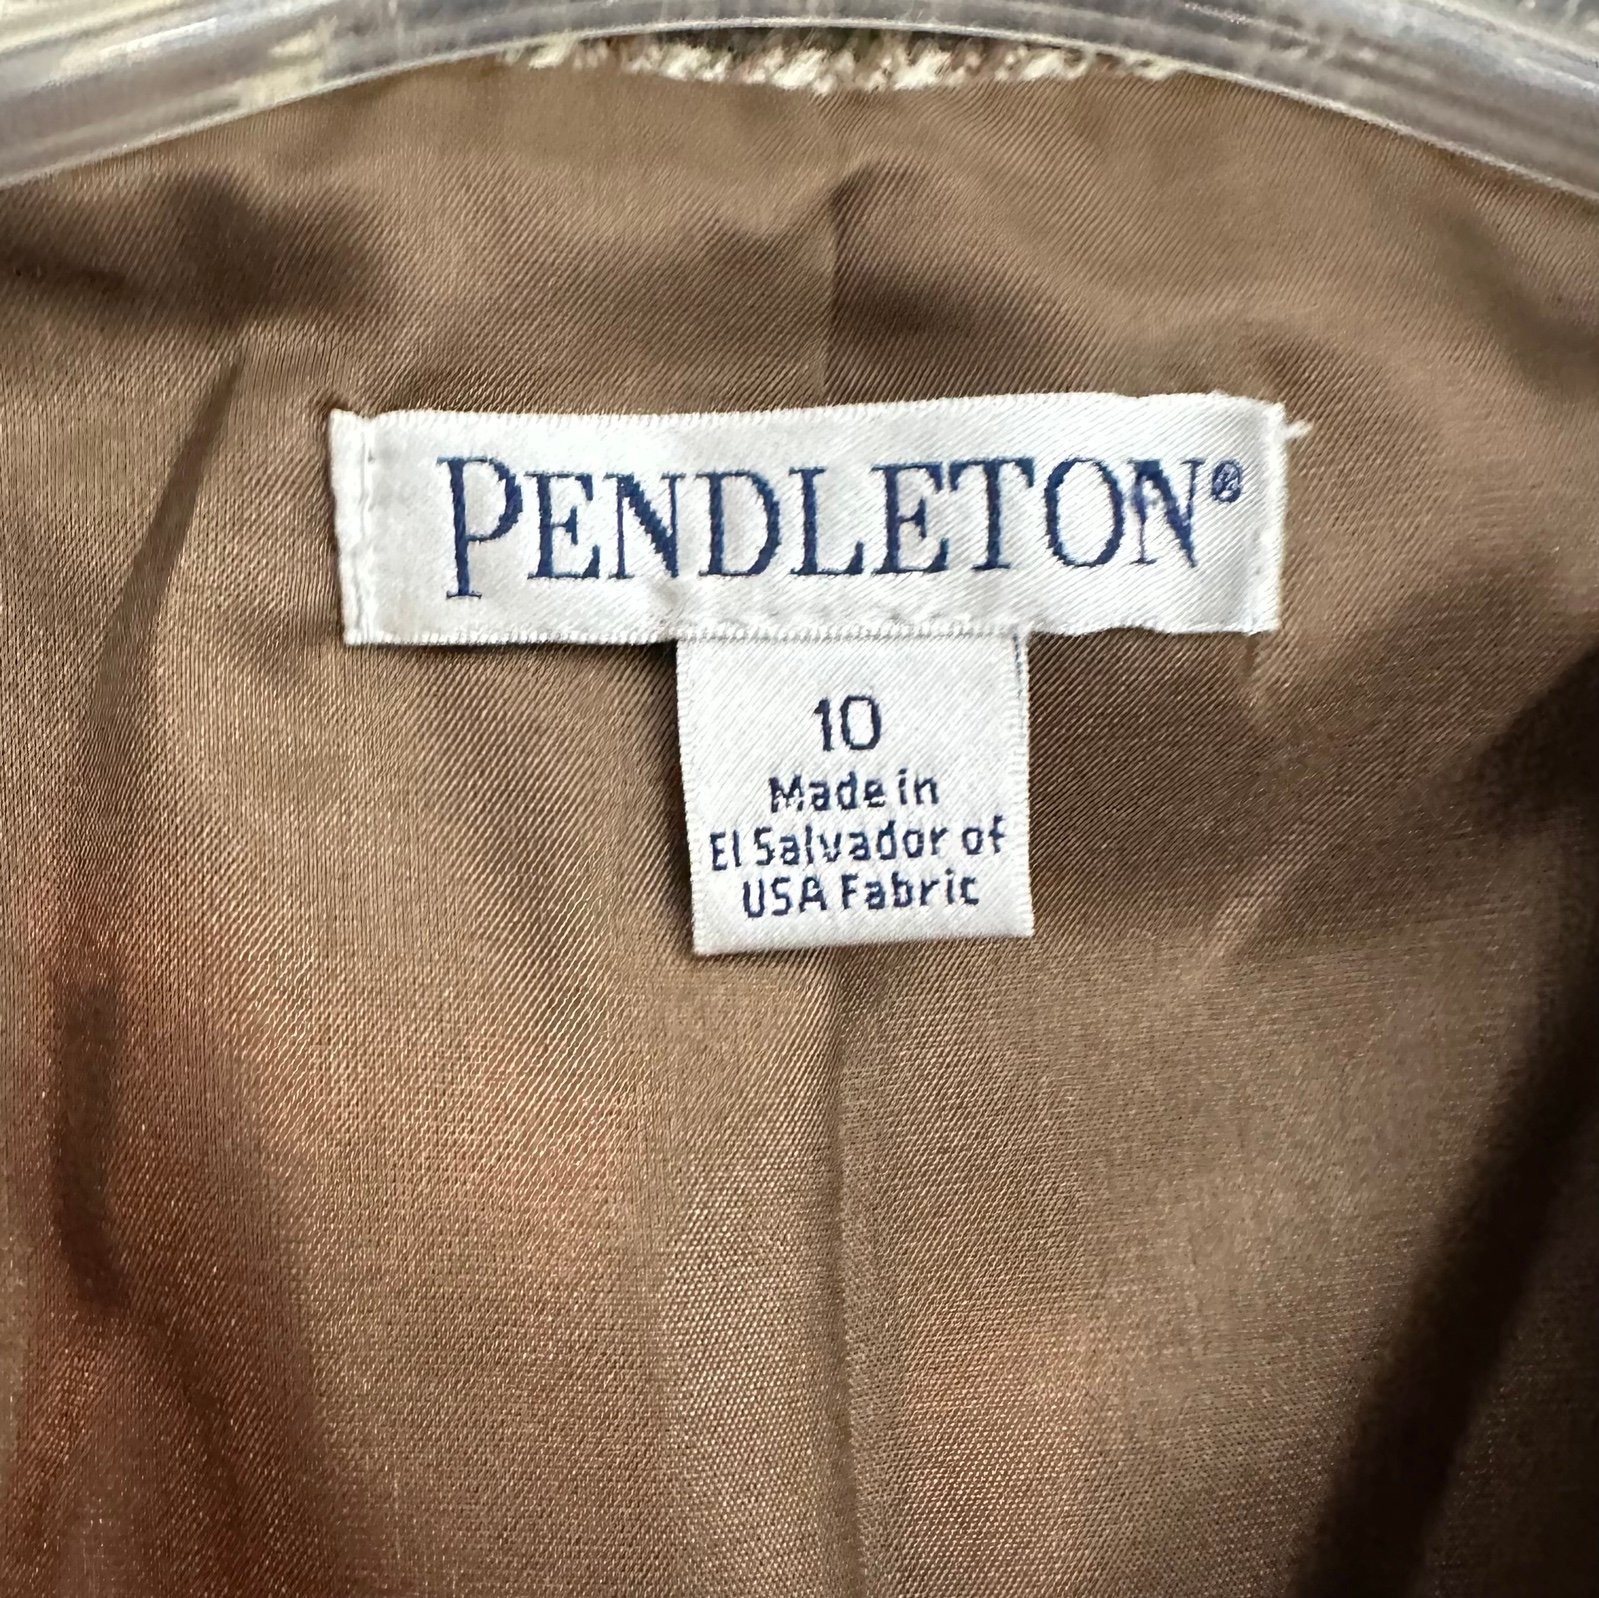 PENDLETON®
10
Made in
El Salvador of
USA Fabric